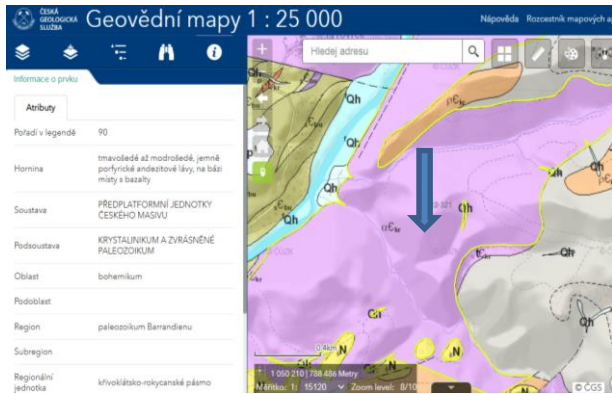 ČESKÁ
GEOLOGICKÁ
SLUŽBA
Geovědní mapy 1 : 25 000
Nápověda Rozcestník mapových
Informace o prvku
Atributy
Pořadí v legendě 90
Hornina tmavošedé až modrošedé, jemně
porfyrické andezitové lávy, na bázi
místy s bazalty
Soustava PŘEDPLATFORMNÍ JEDNOTKY
ČESKÉHO MASIVU
Podsoustava KRYSTALINIKUM A ZVRÁSNĚNÉ
PALEOZOIKUM
Oblast bohemikum
Podoblast
Region paleozoikum Barrandienu
Subregion
Regionální
jednotka křivoklátsko-rokycanské pásmo
Hledej adresu
Qh
Qh
Qh
Qh
Qh
Qh
Qh
N
N
0.4km
1 050 210 | 788 486 Metry
Měřítko: 1: 15120 Zoom level: 8/10
© ČGS